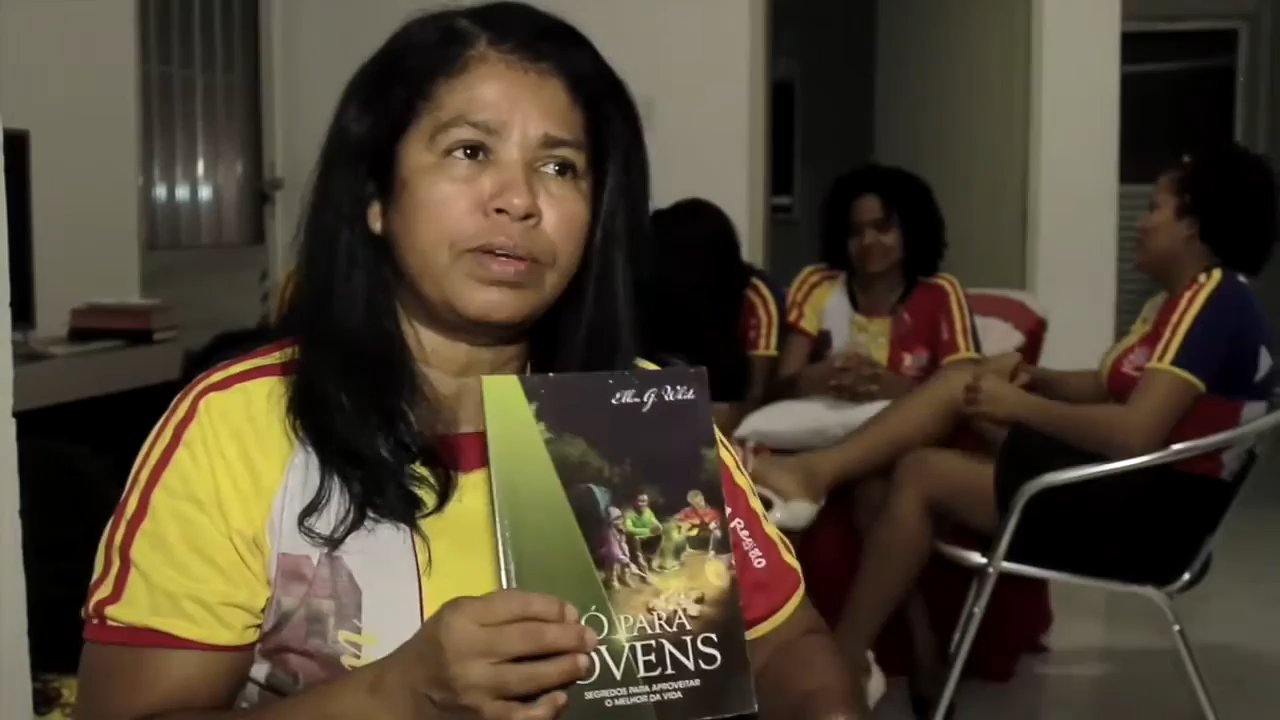 Ellen G. White
Ó PARA
OVENS
SEGREDOS PARA APROVEITAR
O MELHOR DA VIDA